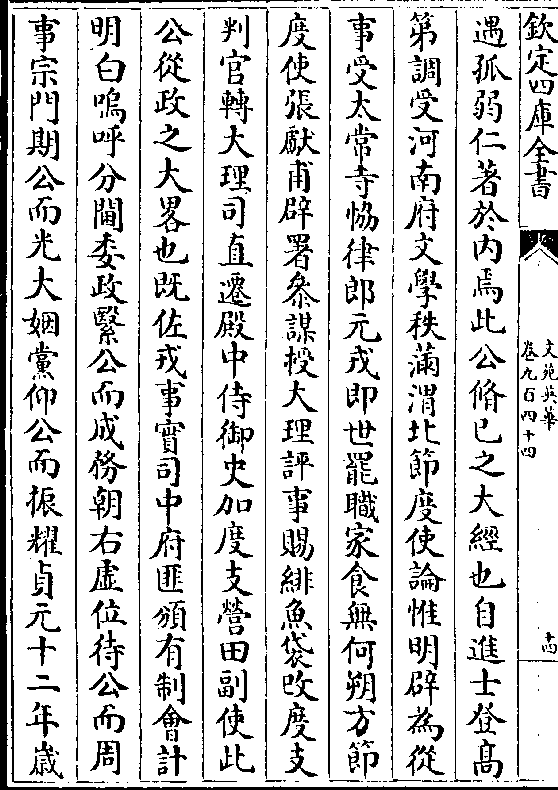 欽定四庫全書
文苑英華
卷九百四十四
十四
遇孤弱仁著於内焉此公脩已之大經也自進士登髙
第調受河南府文學秩滿渭北節度使論惟明辟為從
事受太常寺恊律郎元戎即世罷職家食無何朔方節
度使張獻甫辟署叅謀授大理評事賜緋魚袋改度支
判官轉大理司直遷殿中侍御史加度支營田副使此
公從政之大畧也既佐戎事實司中府匪頒有制會計
明白嗚呼分閫委政緊公而成務朝右虚位待公而周
事宗門期公而光大姻黨仰公而振耀貞元十二年歲